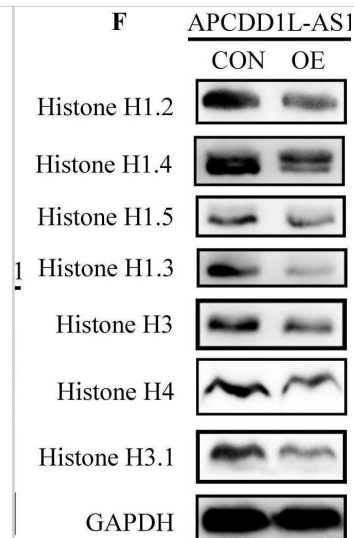 F
APCDD1L-AS1
CON OE
Histone H1.2
Histone H1.4
Histone H1.5
1
Histone H1.3
Histone H3
Histone H4
Histone H3.1
GAPDH